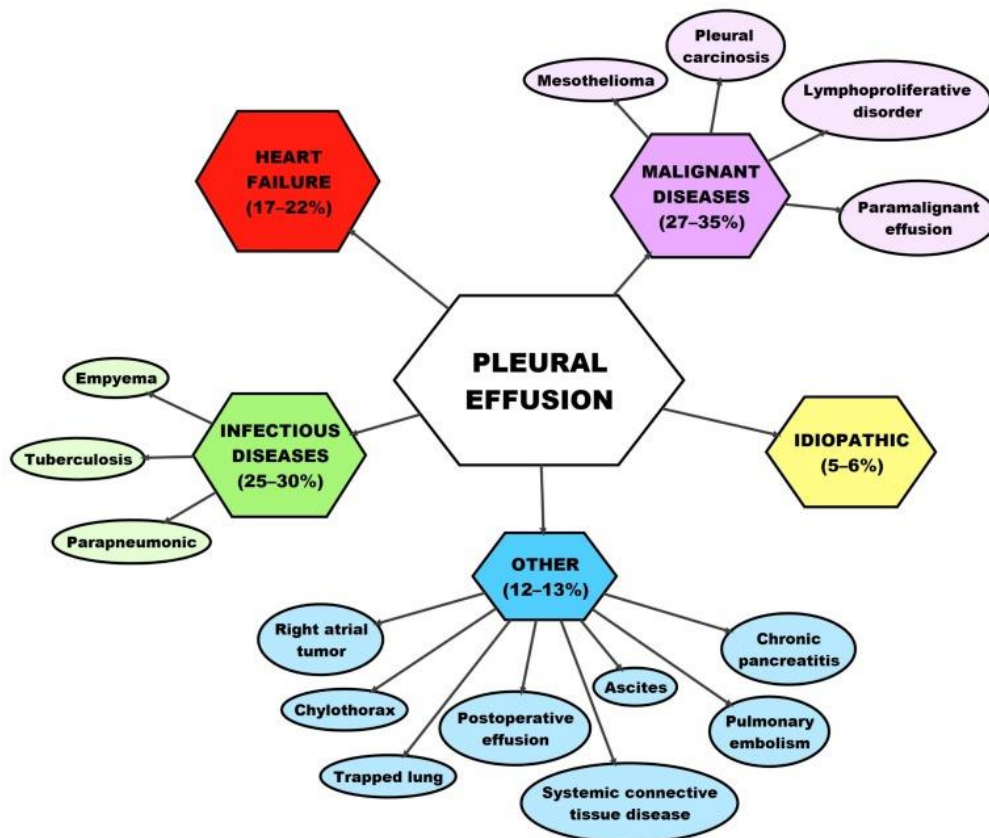 Pleural
carcinosis
Mesothelioma
Lymphoproliferative
disorder
HEART
FAILURE
(17–22%)
MALIGNANT
DISEASES
(27–35%)
Paramalignant
effusion
PLEURAL
EFFUSION
Empyema
INFECTIOUS
DISEASES
(25–30%)
Tuberculosis
Parapneumonic
IDIOPATHIC
(5–6%)
OTHER
(12–13%)
Right atrial
tumor
Chronic
pancreatitis
Chylothorax
Ascites
Postoperative
effusion
Pulmonary
embolism
Trapped lung
Systemic connective
tissue disease